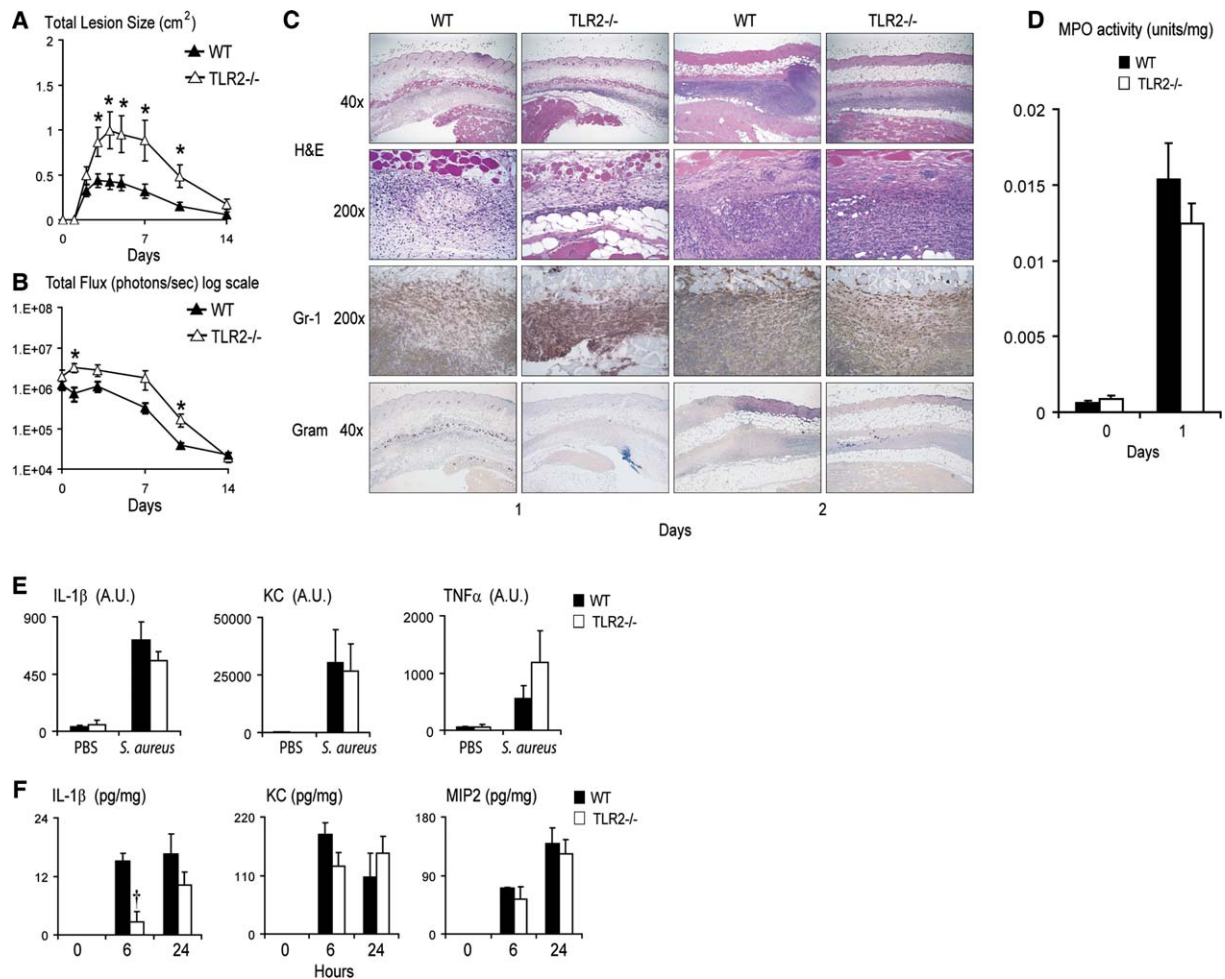 A
Total Lesion Size (cm²)
2
1.5
1
0.5
0
WT
TLR2-/-
* * * * *
0 7 14
Days
B
Total Flux (photons/sec) log scale
1.E+08
1.E+07
1.E+06
1.E+05
1.E+04
WT
TLR2-/-
* *
0 7 14
Days
C
WT TLR2-/- WT TLR2-/-
40x
H&E
200x
Gr-1 200x
Gram 40x
1 2
Days
D
MPO activity (units/mg)
WT
TLR2-/-
0.02
0.015
0.01
0.005
0
0 1
Days
E
IL-1β (A.U.)
900
450
0
PBS S. aureus
KC (A.U.)
50000
25000
0
PBS S. aureus
TNFα (A.U.)
2000
1000
0
PBS S. aureus
WT
TLR2-/-
F
IL-1β (pg/mg)
24
12
0
†
0 6 24
KC (pg/mg)
220
110
0
0 6 24
Hours
MIP2 (pg/mg)
180
90
0
0 6 24
WT
TLR2-/-